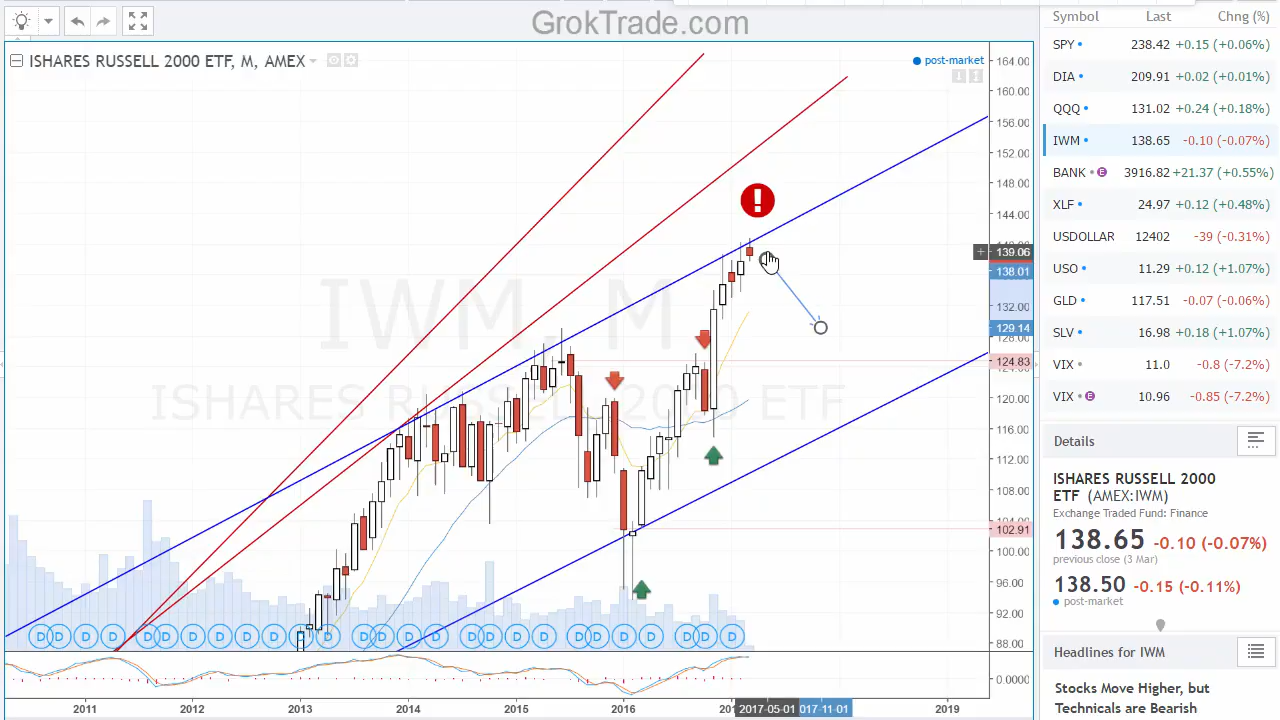 GrokTrade.com
ISHARES RUSSELL 2000 ETF, M, AMEX
post-market
IWM, M
ISHARES RUSSELL 2000 ETF
164.00
160.00
156.00
152.00
148.00
144.00
139.06
138.01
132.00
129.14
124.83
120.00
116.00
112.00
108.00
102.91
100.00
96.00
92.00
88.00
0.0000
D D D D D D D D D D D D D D D D D D D D D D D D D D D
2011 2012 2013 2014 2015 2016 2017-05-01 017-11-01 2019
Symbol Last Chng (%)
SPY 238.42 +0.15 (+0.06%)
DIA 209.91 +0.02 (+0.01%)
QQQ 131.02 +0.24 (+0.18%)
IWM 138.65 -0.10 (-0.07%)
BANK E 3916.82 +21.37 (+0.55%)
XLF 24.97 +0.12 (+0.48%)
USDOLLAR 12402 -39 (-0.31%)
USO 11.29 +0.12 (+1.07%)
GLD 117.51 -0.07 (-0.06%)
SLV 16.98 +0.18 (+1.07%)
VIX 11.0 -0.8 (-7.2%)
VIX E 10.96 -0.85 (-7.2%)
Details
ISHARES RUSSELL 2000
ETF (AMEX:IWM)
Exchange Traded Fund: Finance
138.65 -0.10 (-0.07%)
previous close (3 Mar)
138.50 -0.15 (-0.11%)
post-market
Headlines for IWM
Stocks Move Higher, but
Technicals are Bearish